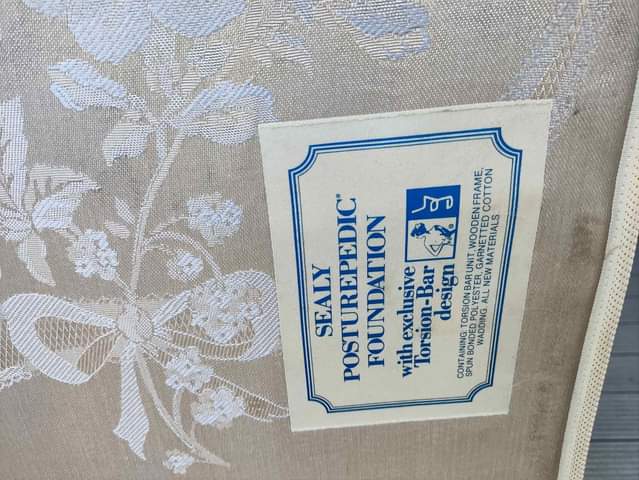 SEALY
POSTUREPEDIC®
FOUNDATION
with exclusive
Torsion-Bar
design
CONTAINING: TORSION BAR UNIT, WOODEN FRAME,
SPUN BONDED POLYESTER, GARNETTED COTTON
WADDING. ALL NEW MATERIALS